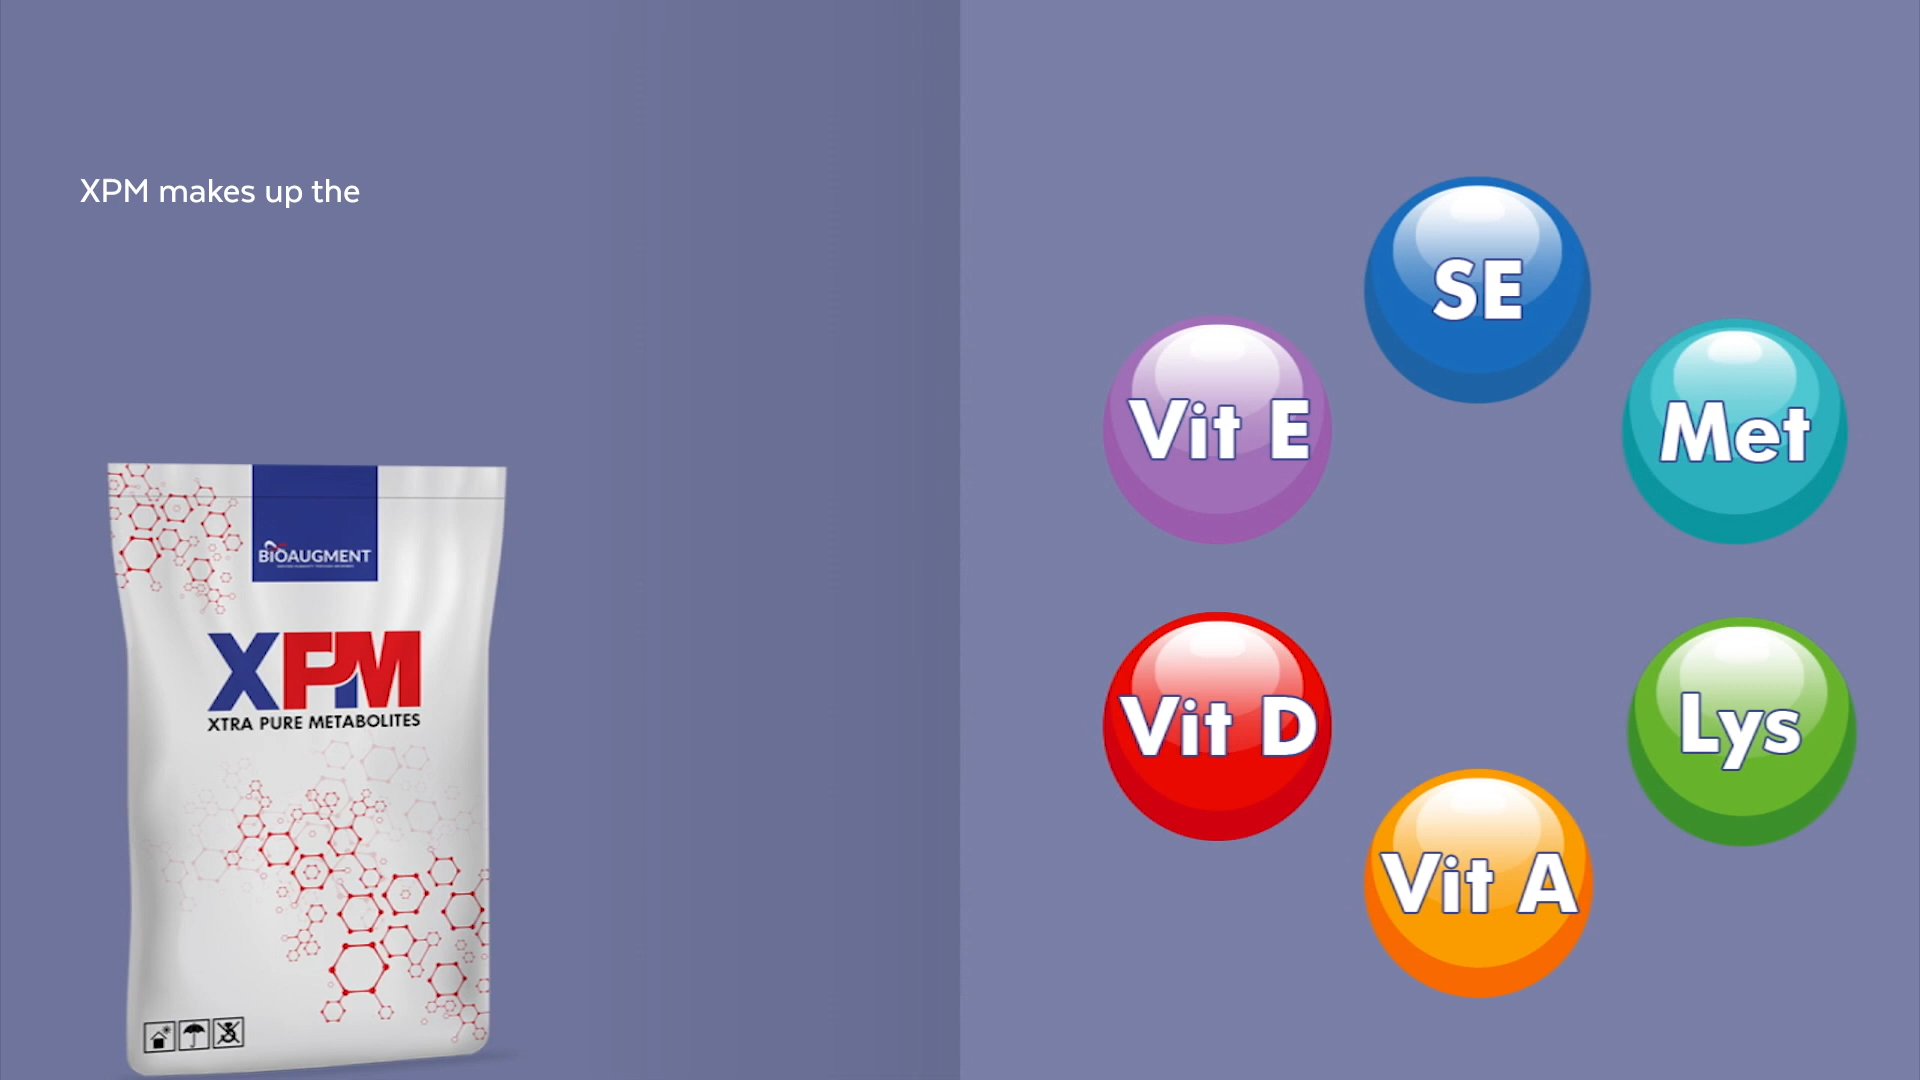 XPM makes up the
SE
Vit E
Met
Vit D
Lys
Vit A
BIOAUGMENT
XPM
XTRA PURE METABOLITES